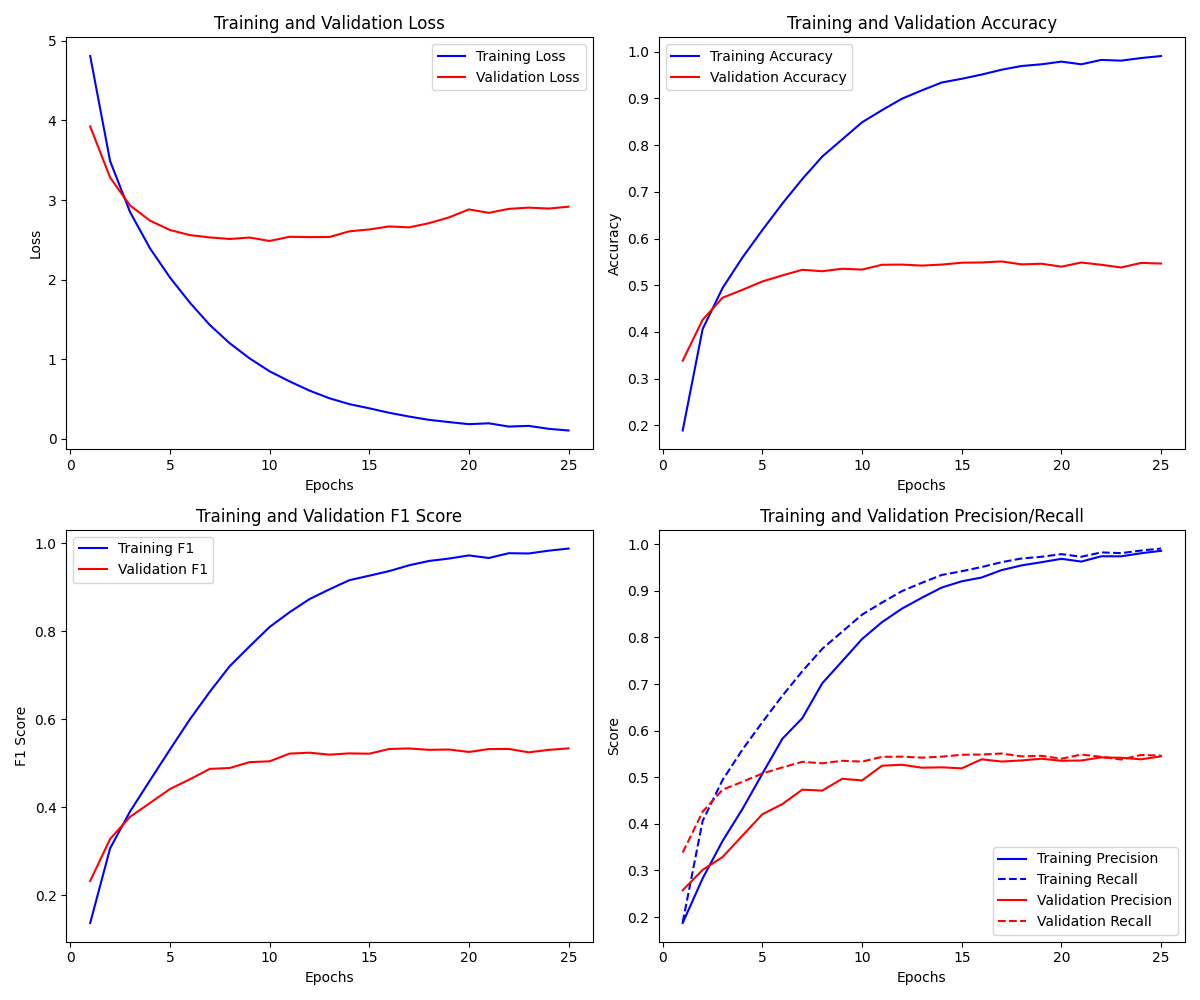 Training and Validation Loss
Training Loss
Validation Loss
5
4
3
2
1
0
Loss
0 5 10 15 20 25
Epochs
Training and Validation Accuracy
Training Accuracy
Validation Accuracy
1.0
0.9
0.8
0.7
0.6
0.5
0.4
0.3
0.2
Accuracy
0 5 10 15 20 25
Epochs
Training and Validation F1 Score
Training F1
Validation F1
1.0
0.8
0.6
0.4
0.2
F1 Score
0 5 10 15 20 25
Epochs
Training and Validation Precision/Recall
1.0
0.9
0.8
0.7
0.6
0.5
0.4
0.3
0.2
Score
Training Precision
Training Recall
Validation Precision
Validation Recall
0 5 10 15 20 25
Epochs